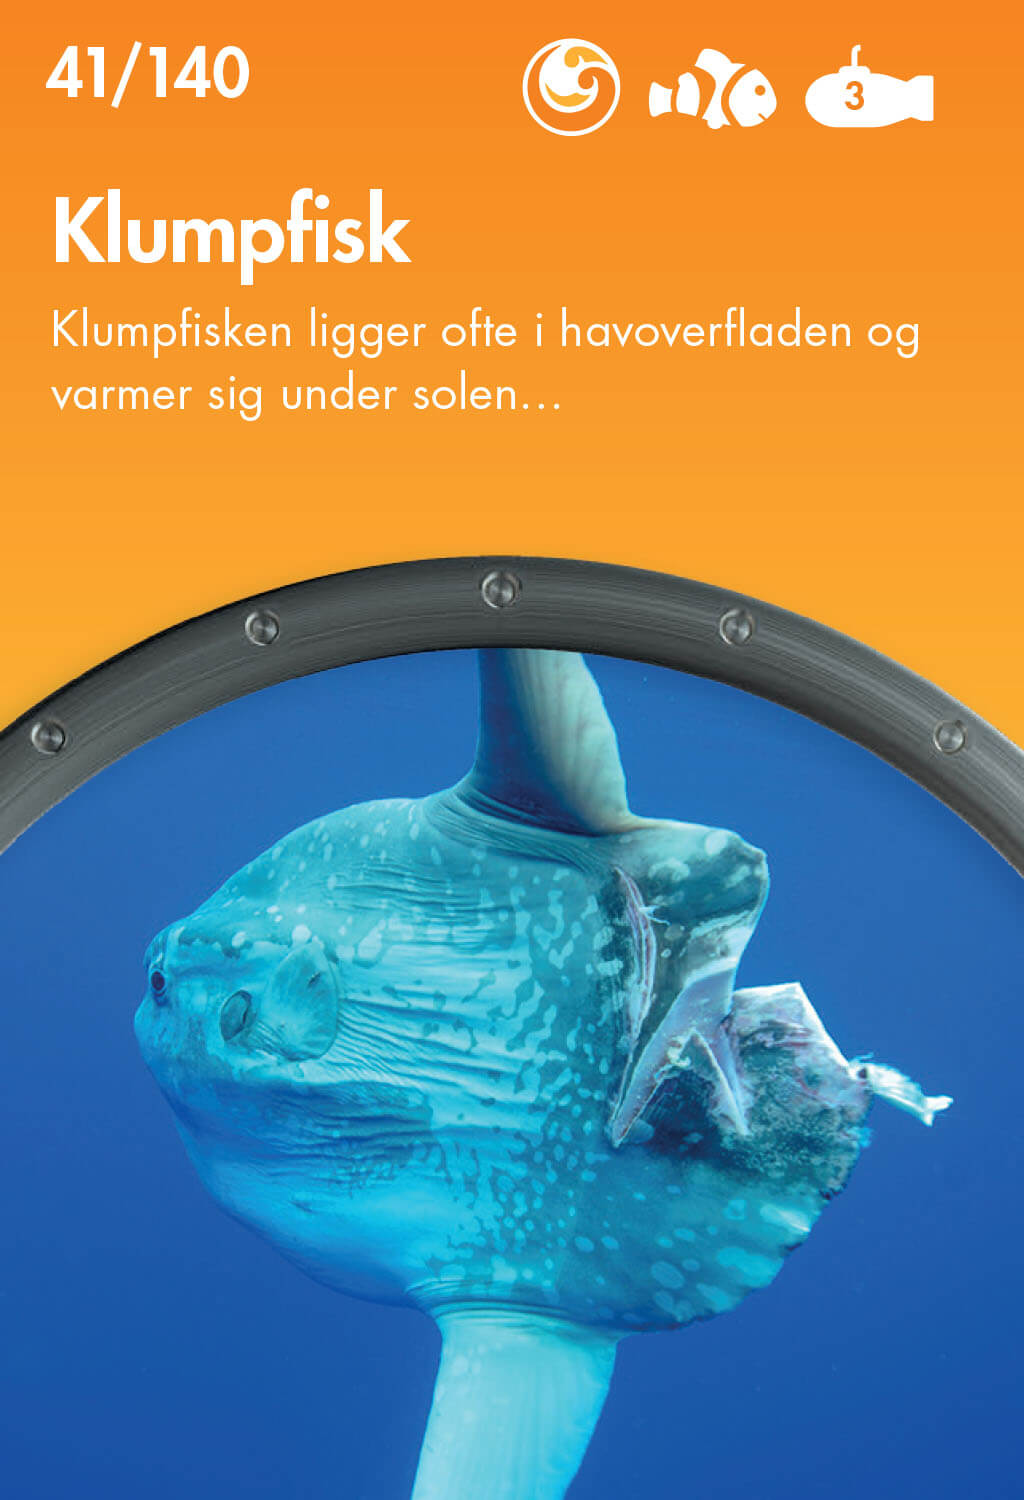 41/140
3
Klumpfisk
Klumpfisken ligger ofte i havoverfladen og
varmer sig under solen...